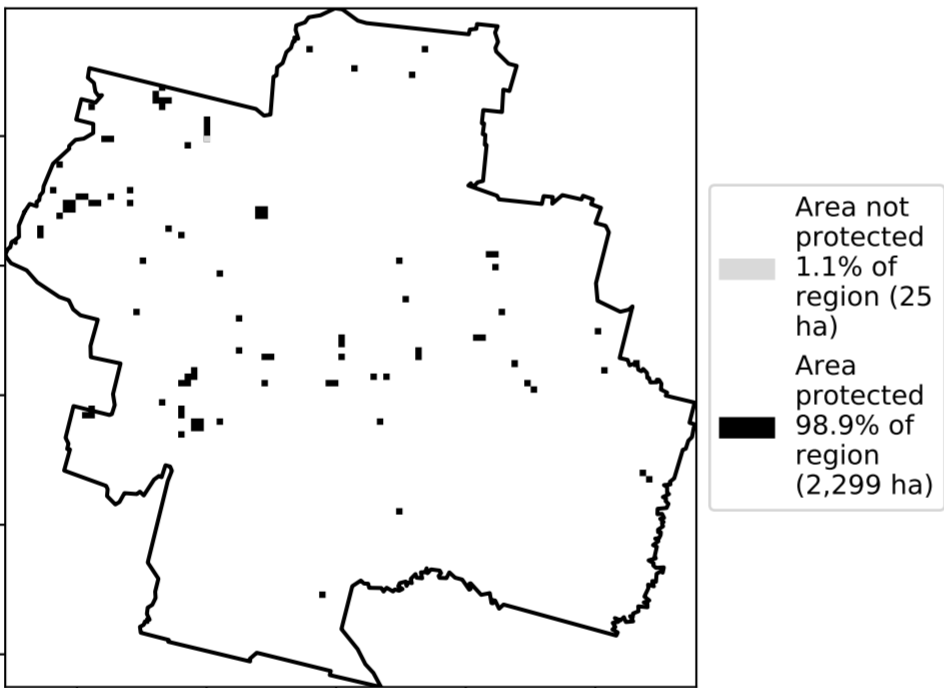 Area not
protected
1.1% of
region (25
ha)
Area
protected
98.9% of
region
(2,299 ha)